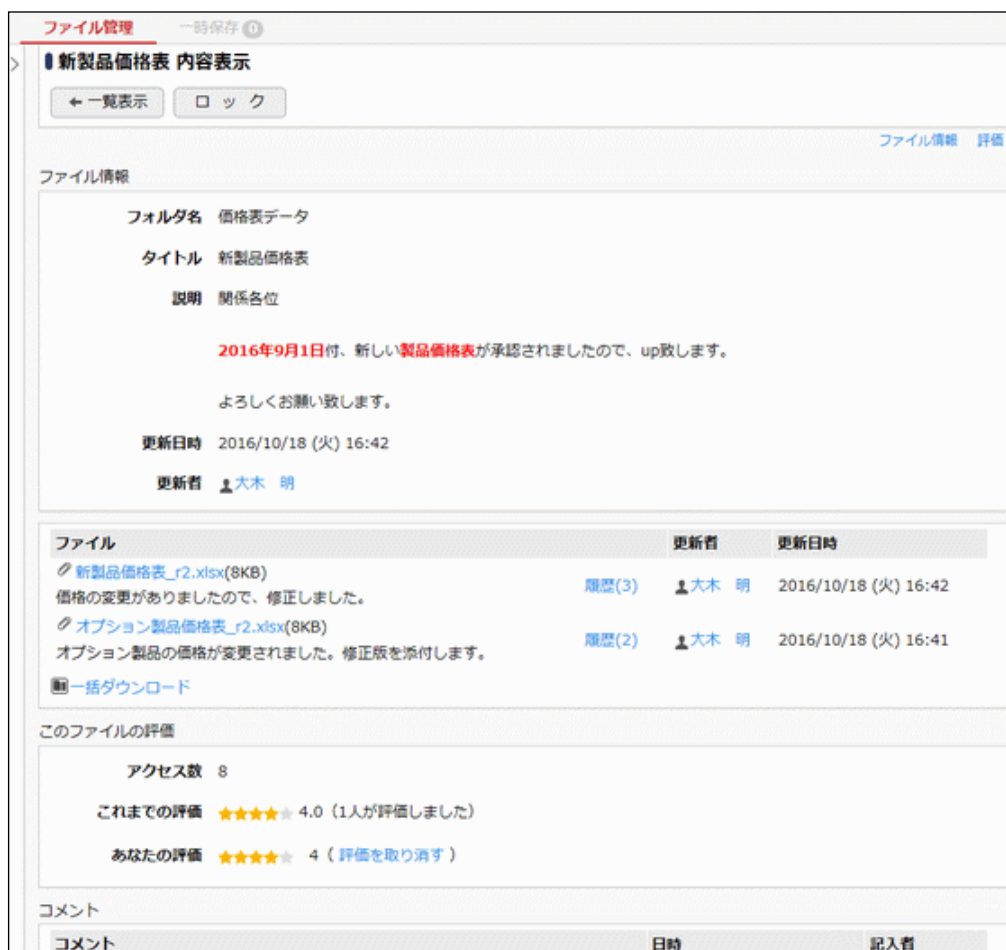 ファイル管理 一時保存 0
新製品価格表 内容表示
←一覧表示 ロック
ファイル情報 評価
ファイル情報
フォルダ名 価格表データ
タイトル 新製品価格表
説明 関係各位
2016年9月1日付、新しい製品価格表が承認されましたので、up致します。
よろしくお願い致します。
更新日時 2016/10/18 (火) 16:42
更新者 大木 明
ファイル 更新者 更新日時
新製品価格表_r2.xlsx(8KB)
価格の変更がありましたので、修正しました。 履歴(3) 大木 明 2016/10/18 (火) 16:42
オプション製品価格表_r2.xlsx(8KB)
オプション製品の価格が変更されました。修正版を添付します。 履歴(2) 大木 明 2016/10/18 (火) 16:41
一括ダウンロード
このファイルの評価
アクセス数 8
これまでの評価 ★★★★★ 4.0（1人が評価しました）
あなたの評価 ★★★★★ 4（評価を取り消す）
コメント
コメント 日時 記入者